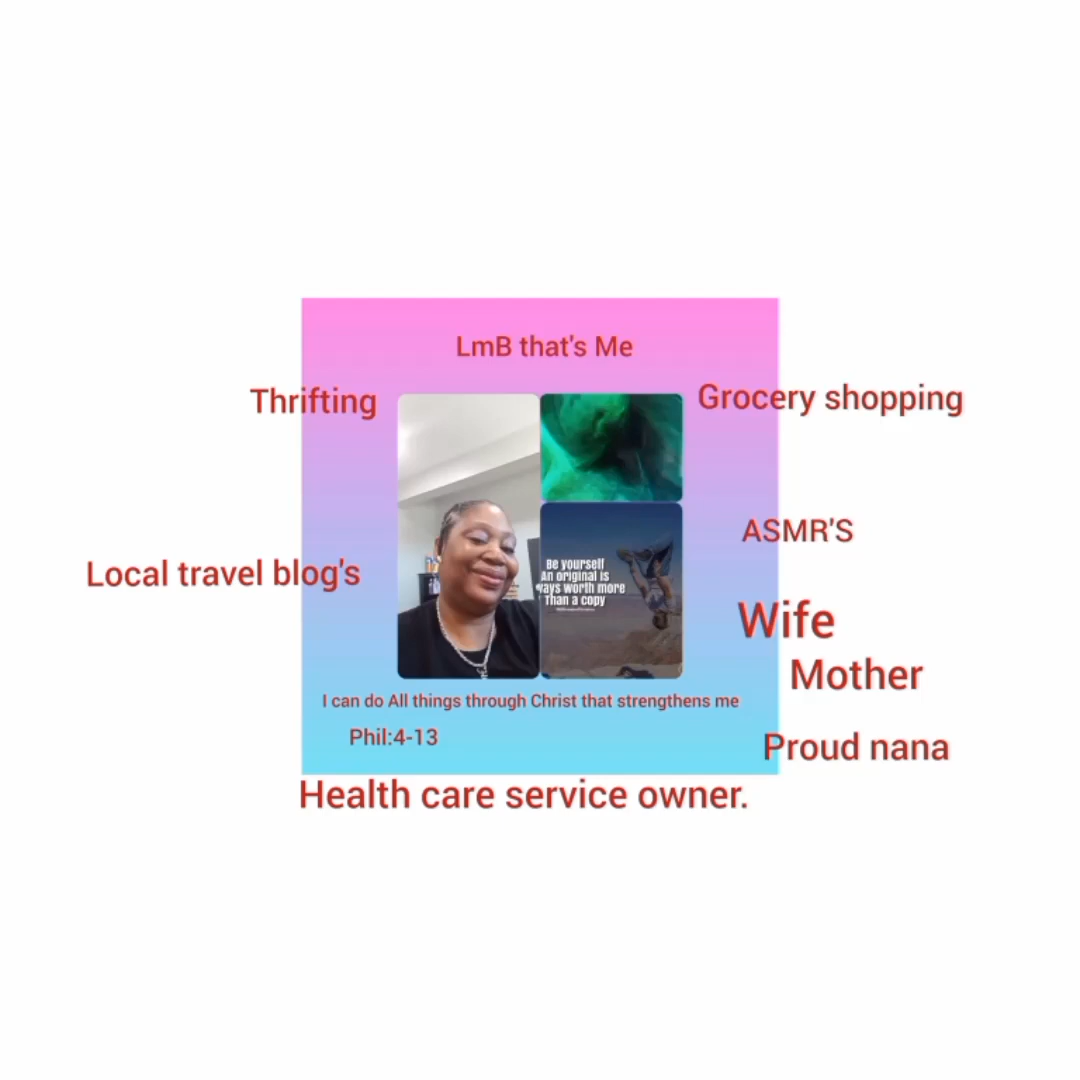 LmB that's Me
Thrifting
Grocery shopping
ASMR'S
Local travel blog's
Be yourself
An original is
ways worth more
Than a copy
Wife
Mother
I can do All things through Christ that strengthens me
Phil:4-13
Proud nana
Health care service owner.